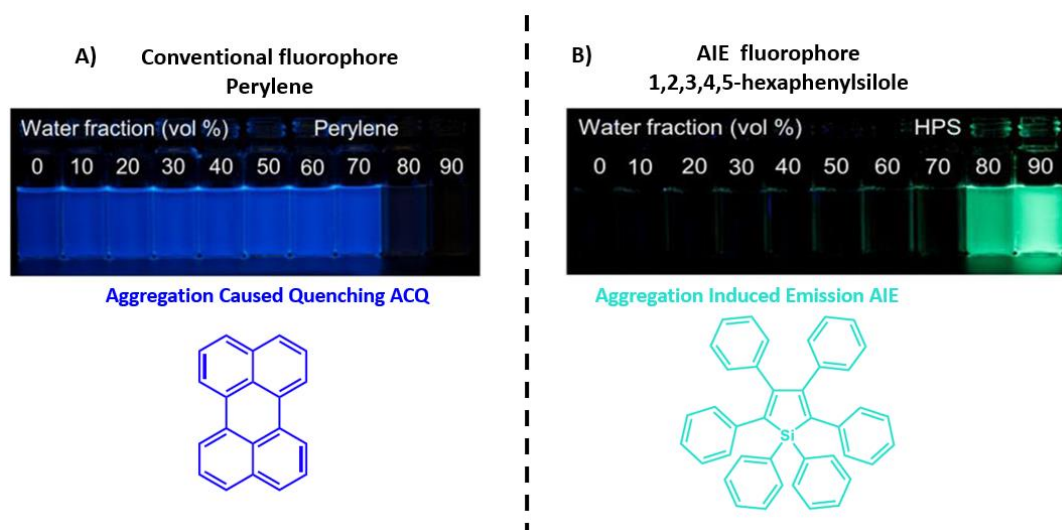 A) Conventional fluorophore
Perylene
Water fraction (vol %) Perylene
0 10 20 30 40 50 60 70 80 90
Aggregation Caused Quenching ACQ
B) AIE fluorophore
1,2,3,4,5-hexaphenylsilole
Water fraction (vol %) HPS
0 10 20 30 40 50 60 70 80 90
Aggregation Induced Emission AIE
Si